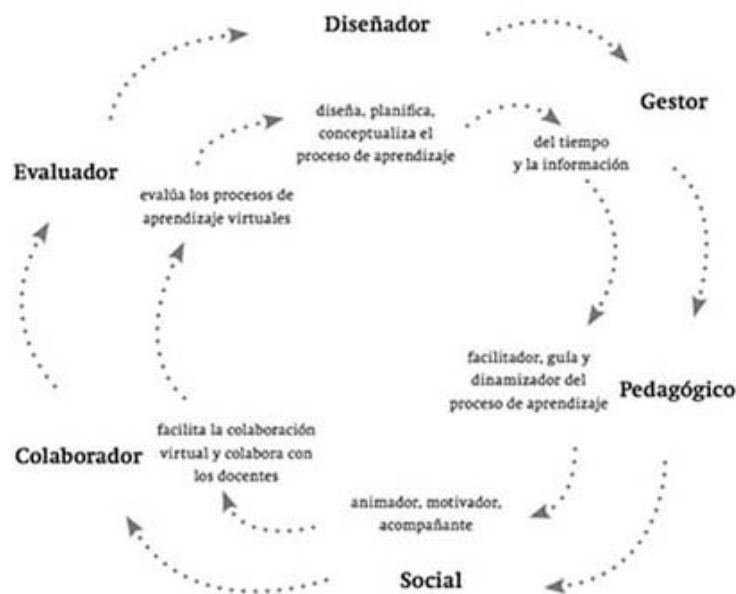 Diseñador
diseña, planifica,
conceptualiza el
proceso de aprendizaje
Gestor
del tiempo
y la información
Pedagógico
facilitador, guía y
dinamizador del
proceso de aprendizaje
Social
animador, motivador,
acompañante
Colaborador
facilita la colaboración
virtual y colabora con
los docentes
Evaluador
evalúa los procesos de
aprendizaje virtuales